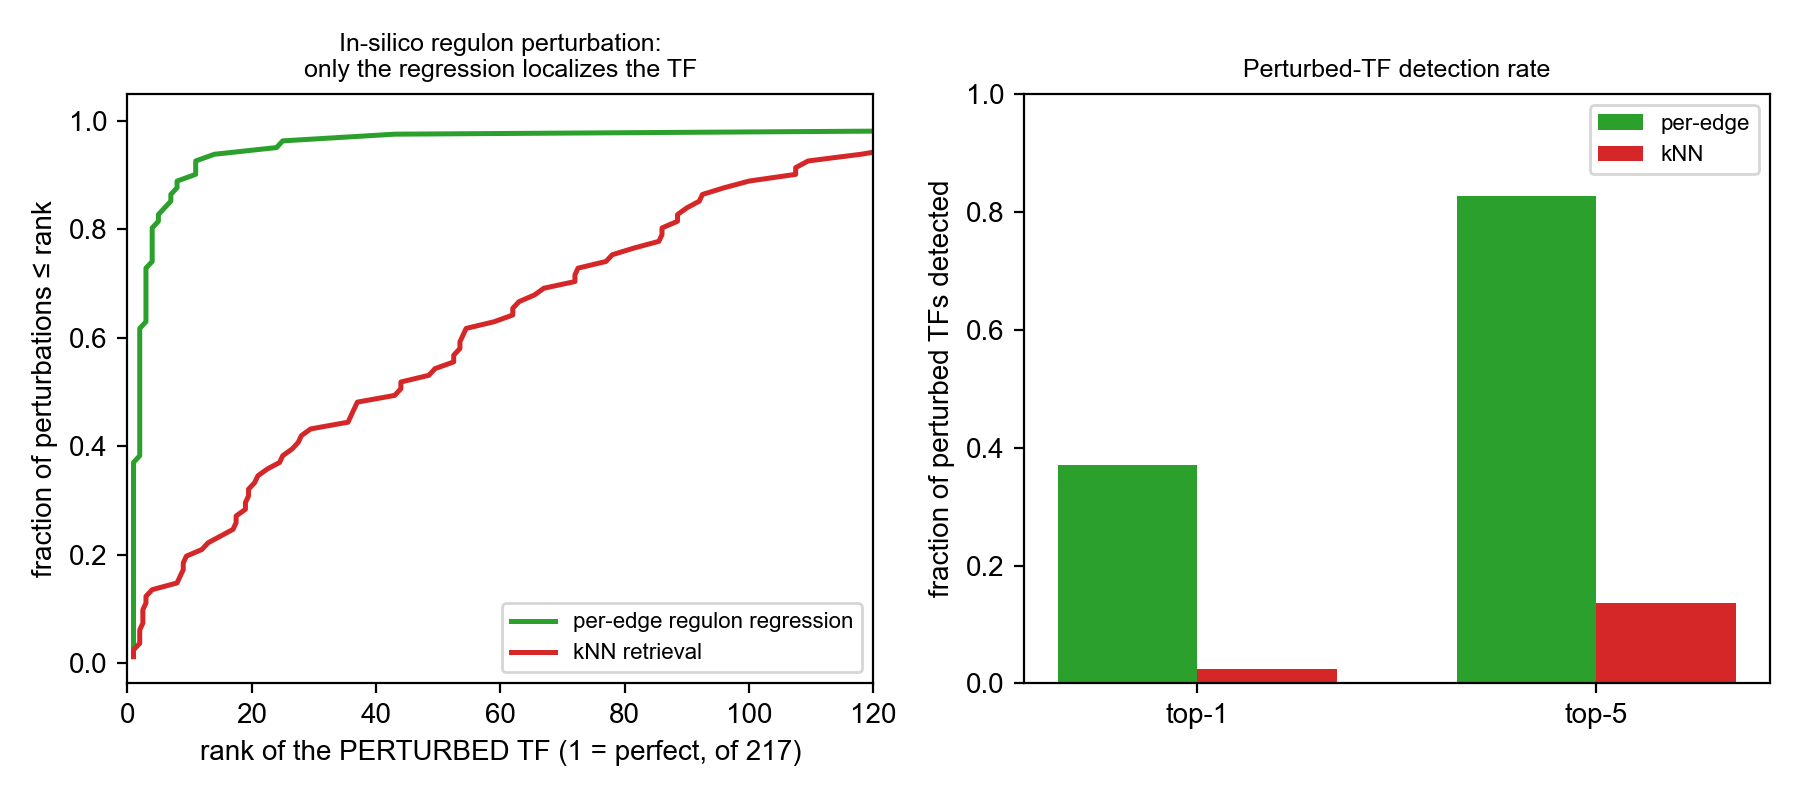 In-silico regulon perturbation:
only the regression localizes the TF
fraction of perturbations ≤ rank
1.0
0.8
0.6
0.4
0.2
0.0
0
20
40
60
80
100
120
rank of the PERTURBED TF (1 = perfect, of 217)
per-edge regulon regression
kNN retrieval
Perturbed-TF detection rate
fraction of perturbed TFs detected
1.0
0.8
0.6
0.4
0.2
0.0
top-1
top-5
per-edge
kNN